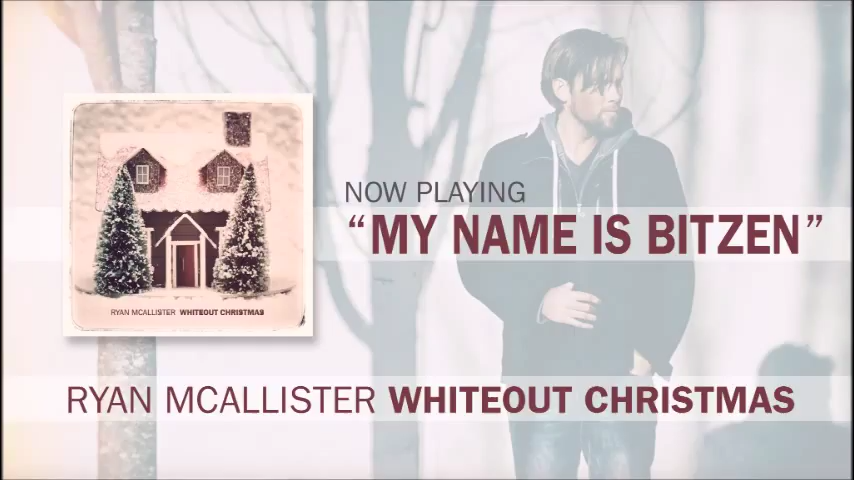 NOW PLAYING
“MY NAME IS BITZEN”
RYAN MCALLISTER WHITEOUT CHRISTMAS
RYAN MCALLISTER WHITEOUT CHRISTMAS